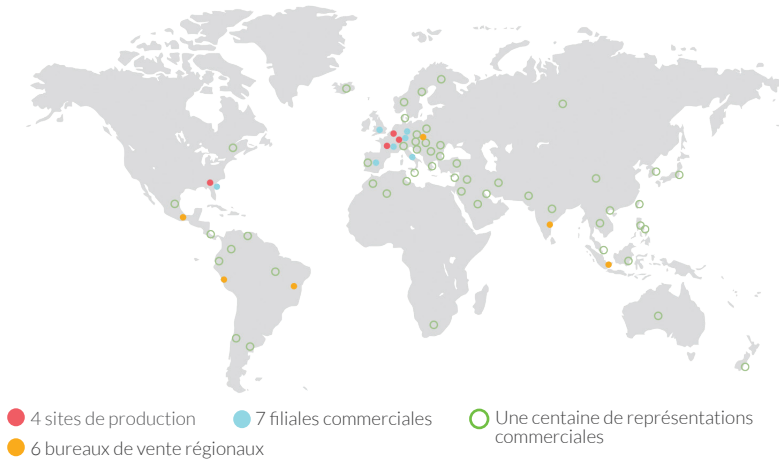 4 sites de production
7 filiales commerciales
Une centaine de représentations
commerciales
6 bureaux de vente régionaux